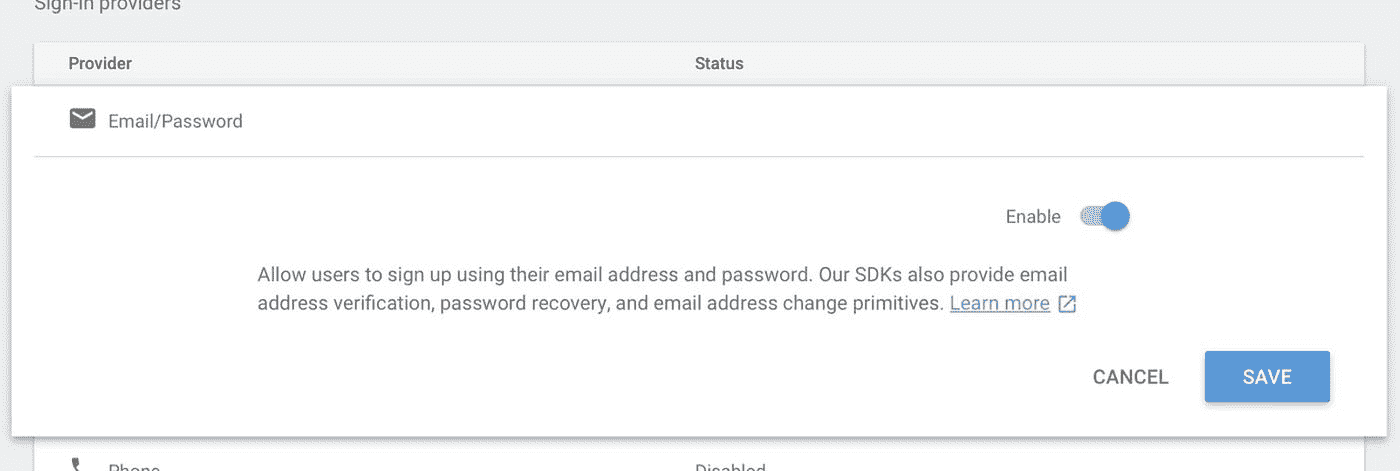 Sign-in providers
Provider Status
Email/Password
Enable
Allow users to sign up using their email address and password. Our SDKs also provide email
address verification, password recovery, and email address change primitives. Learn more
CANCEL SAVE
Phone Disabled